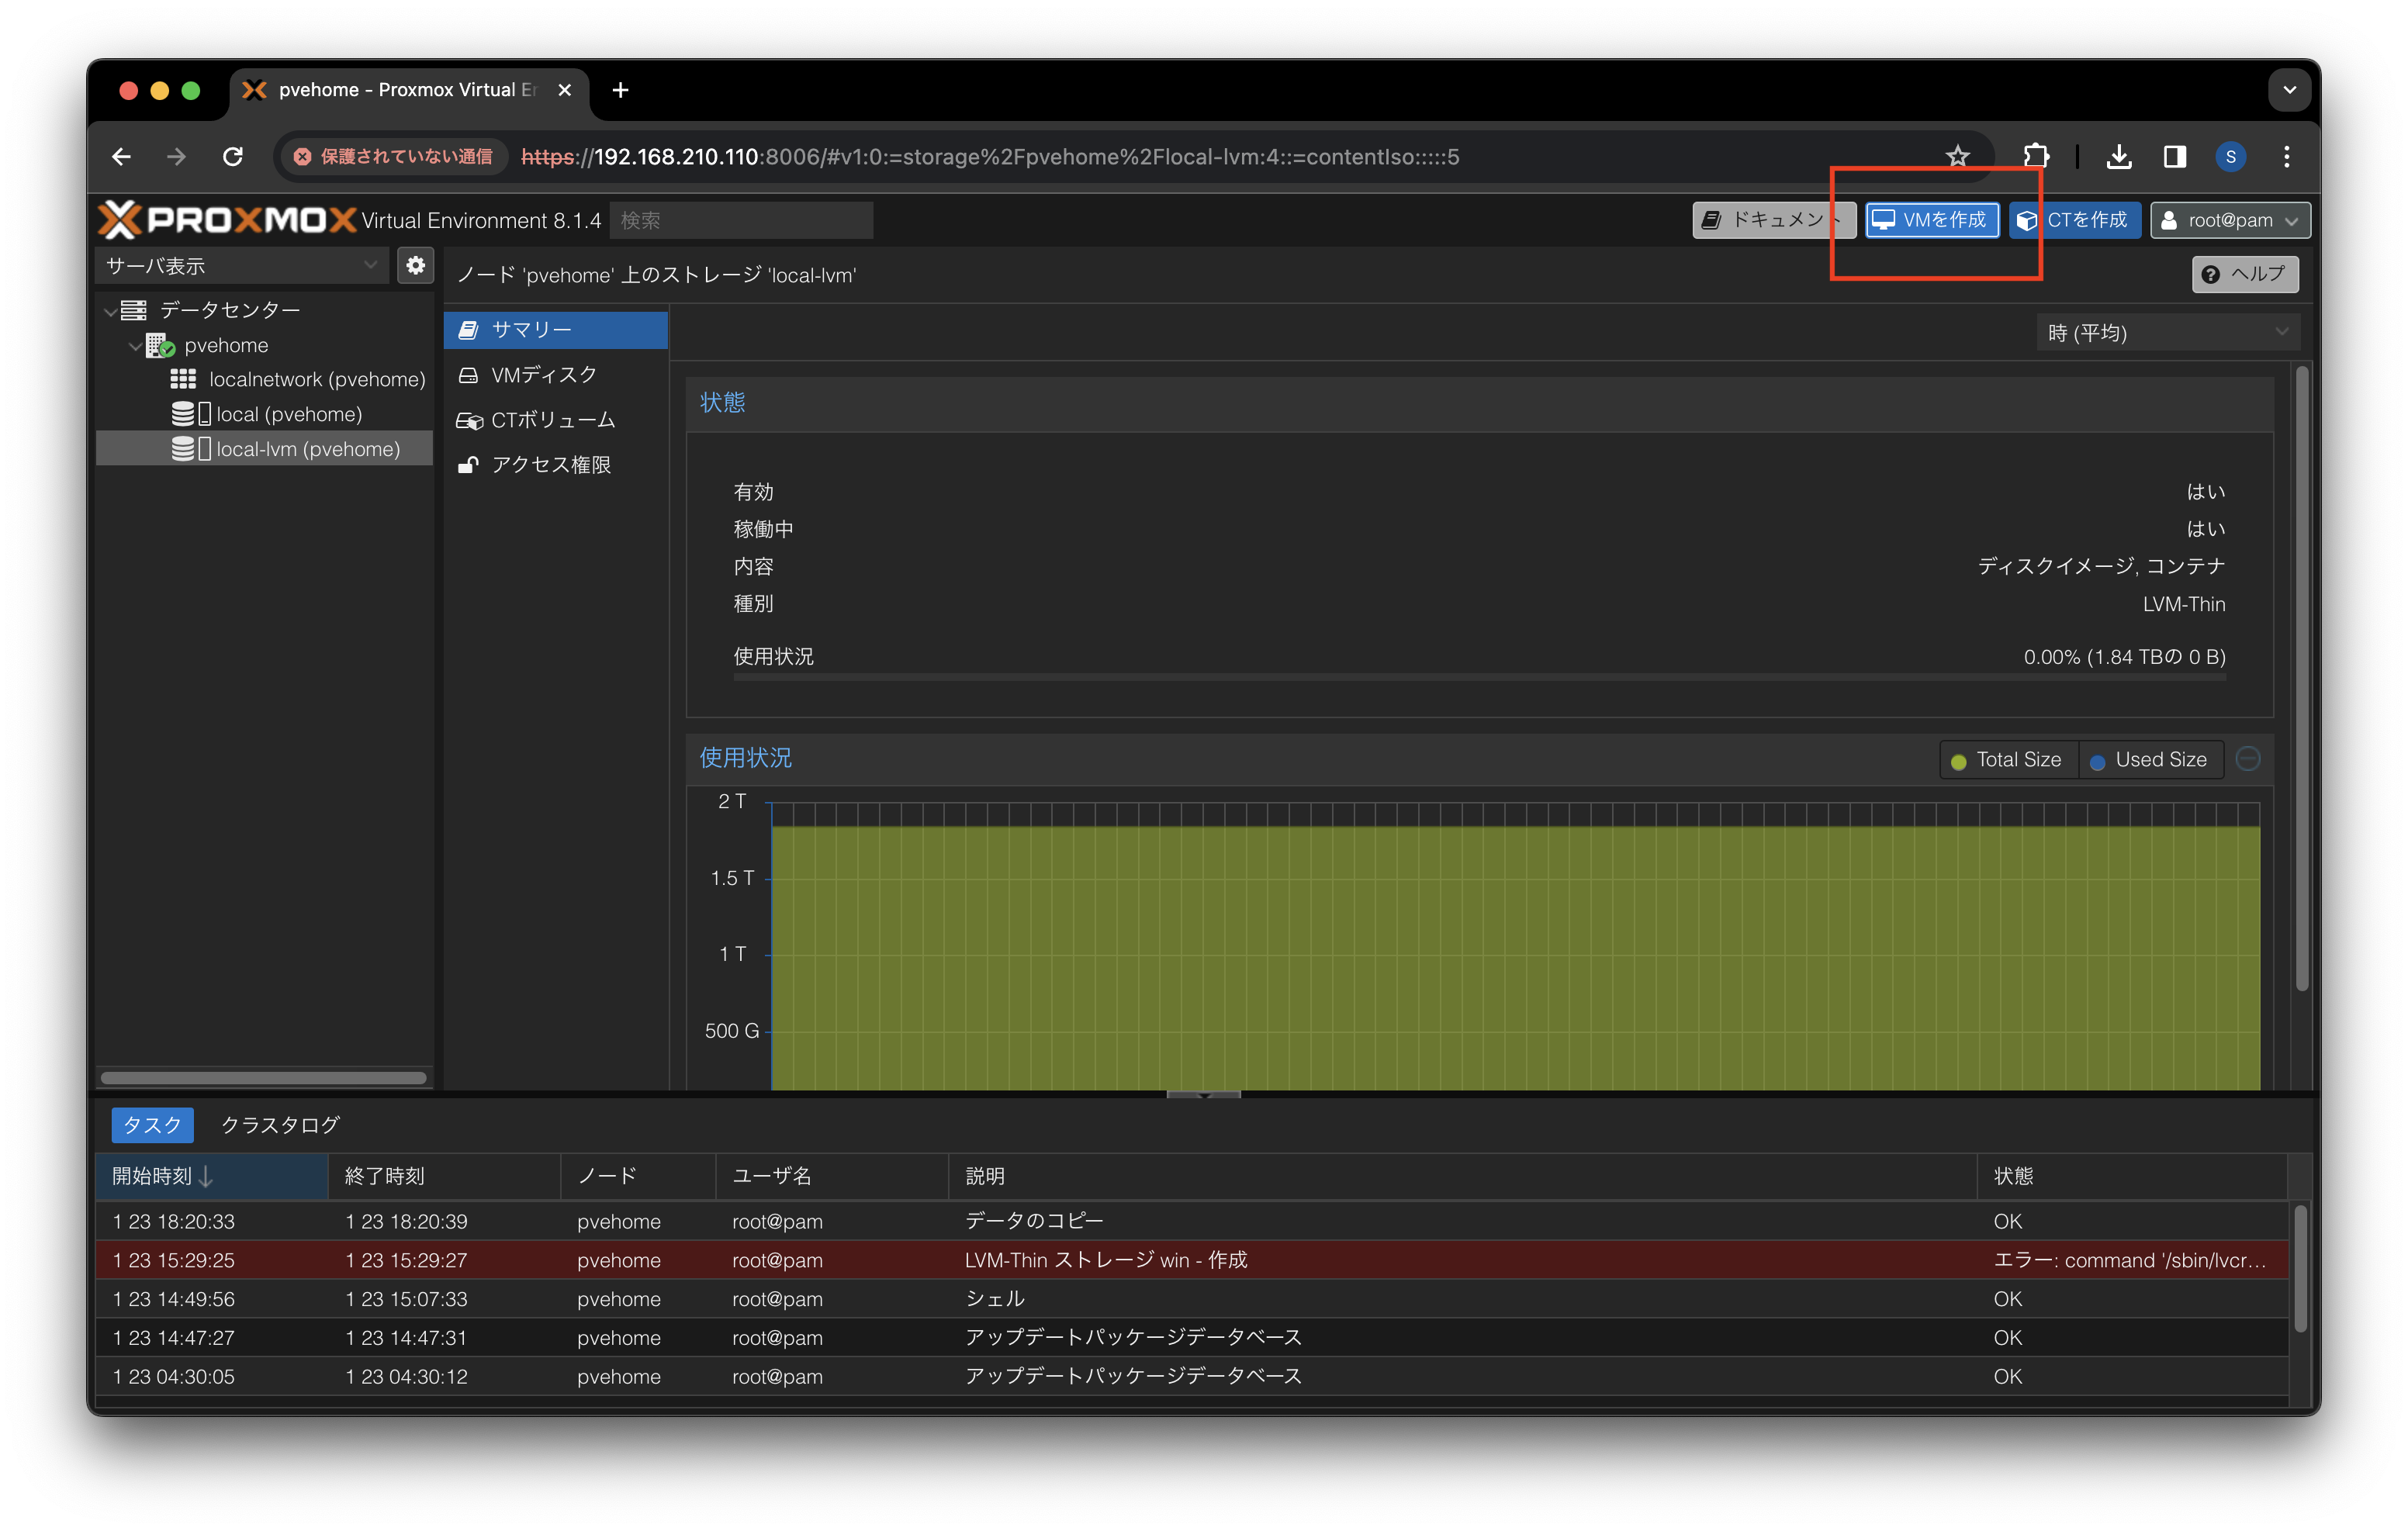 pvehome - Proxmox Virtual Er
保護されていない通信 https://192.168.210.110:8006/#v1:0:=storage%2Fpvehome%2Flocal-lvm:4::=contentIso:::::5
S
PROXMOX Virtual Environment 8.1.4 検索 ドキュメント VMを作成 CTを作成 root@pam
サーバ表示
ノード 'pvehome' 上のストレージ 'local-lvm'
ヘルプ
データセンター
pvehome
localnetwork (pvehome)
local (pvehome)
local-lvm (pvehome)
サマリー
VMディスク
CTボリューム
アクセス権限
時 (平均)
状態
有効 はい
稼働中 はい
内容 ディスクイメージ, コンテナ
種別 LVM-Thin
使用状況 0.00% (1.84 TBの 0 B)
使用状況
Total Size Used Size
2 T
1.5 T
1 T
500 G
タスク クラスタログ
開始時刻 終了時刻 ノード ユーザ名 説明 状態
1 23 18:20:33 1 23 18:20:39 pvehome root@pam データのコピー OK
1 23 15:29:25 1 23 15:29:27 pvehome root@pam LVM-Thin ストレージ win - 作成 エラー: command '/sbin/lvcr...
1 23 14:49:56 1 23 15:07:33 pvehome root@pam シェル OK
1 23 14:47:27 1 23 14:47:31 pvehome root@pam アップデートパッケージデータベース OK
1 23 04:30:05 1 23 04:30:12 pvehome root@pam アップデートパッケージデータベース OK